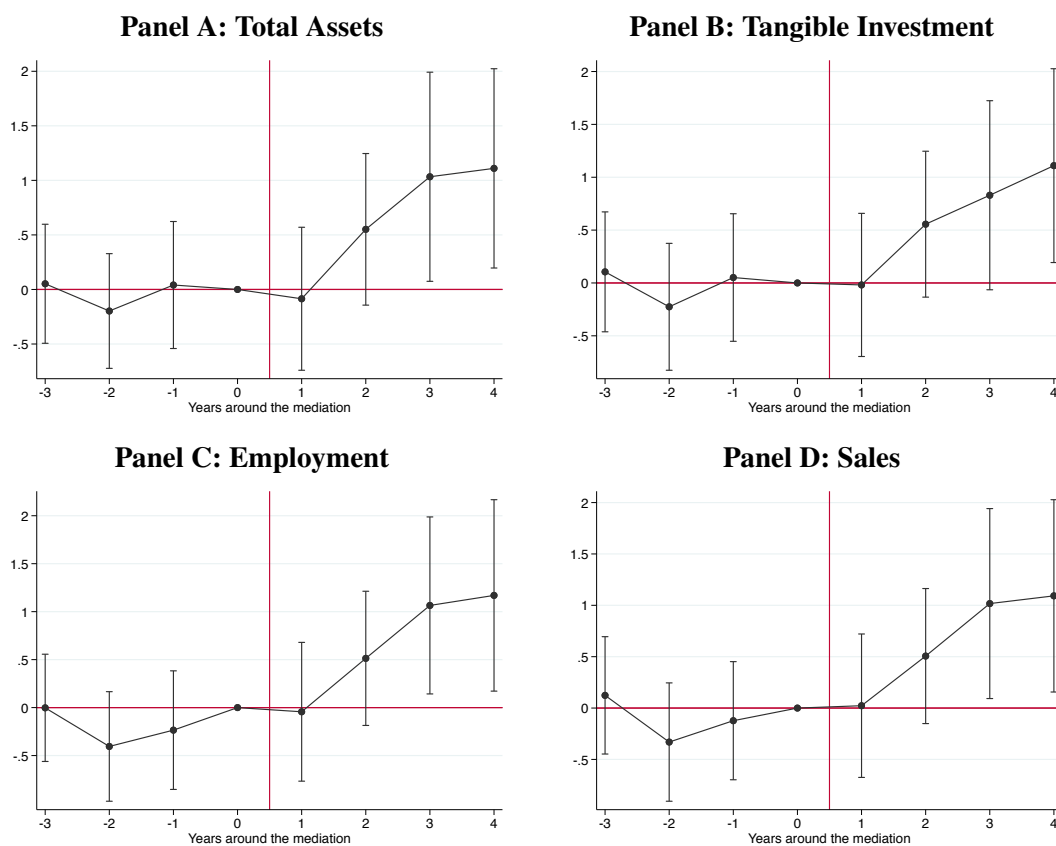 Panel A: Total Assets
2
1.5
1
.5
0
-.5
-3 -2 -1 0 1 2 3 4
Years around the mediation
Panel B: Tangible Investment
2
1.5
1
.5
0
-.5
-3 -2 -1 0 1 2 3 4
Years around the mediation
Panel C: Employment
2
1.5
1
.5
0
-.5
-3 -2 -1 0 1 2 3 4
Years around the mediation
Panel D: Sales
2
1.5
1
.5
0
-.5
-3 -2 -1 0 1 2 3 4
Years around the mediation